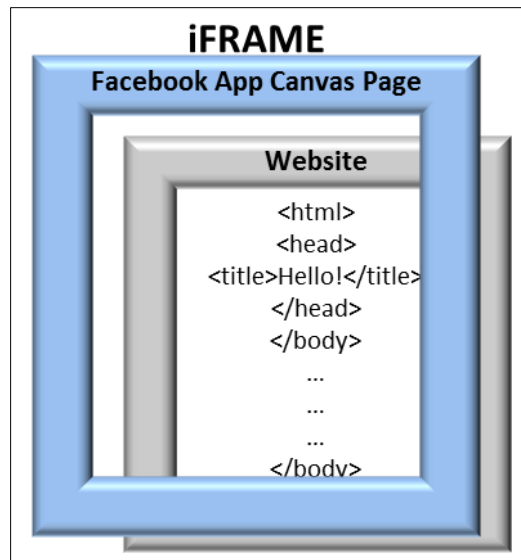 iFRAME
Facebook App Canvas Page
Website
<html>
<head>
<title>Hello!</title>
</head>
</body>
...
...
...
</body>